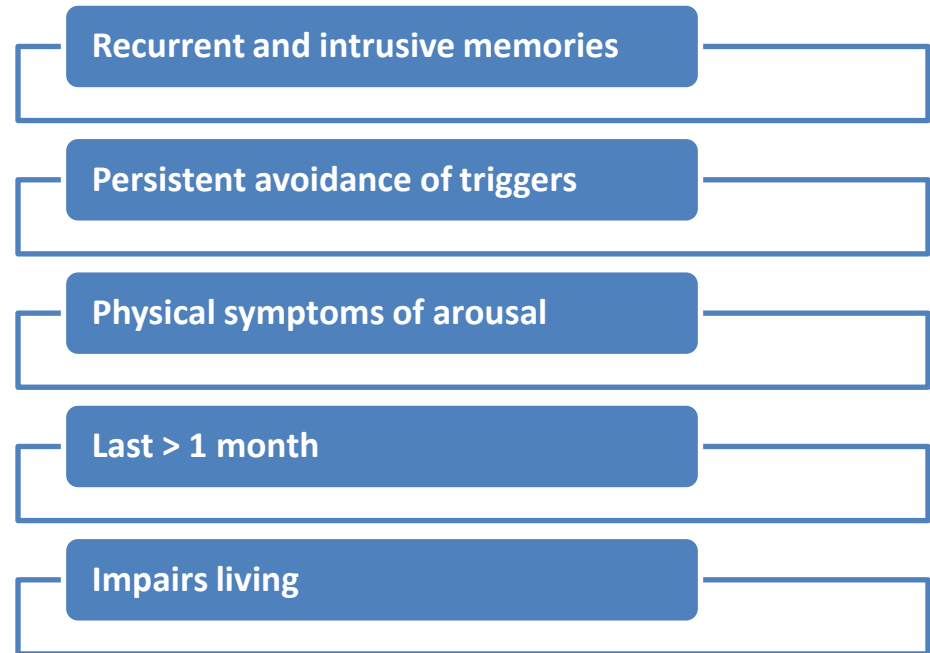 Recurrent and intrusive memories
Persistent avoidance of triggers
Physical symptoms of arousal
Last > 1 month
Impairs living